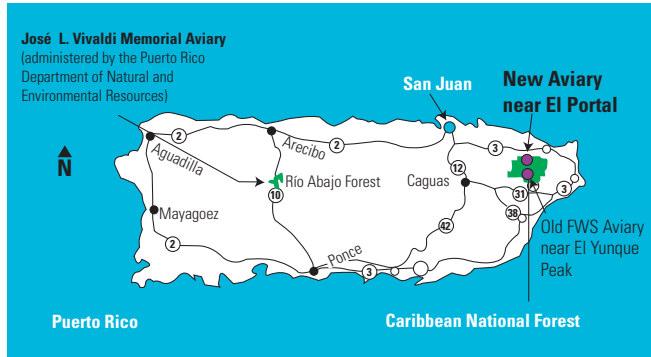 José L. Vivaldi Memorial Aviary
(administered by the Puerto Rico
Department of Natural and
Environmental Resources)
San Juan
New Aviary
near El Portal
N
2
Aguadilla
Arecibo
2
3
12
Río Abajo Forest
10
Caguas
31
3
Mayagoez
38
42
Old FWS Aviary
near El Yunque
Peak
2
Ponce
3
Puerto Rico
Caribbean National Forest